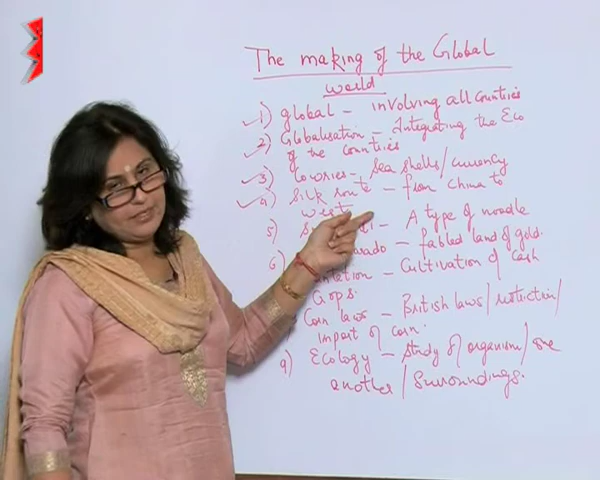 The making of the Global
world
1) Global - involving all countries
2) Globalisation - Integrating the Eco
of the countries
3) Cowries - Sea shells / currency
4) Silk route - from China to
west
5) - A type of noodle
6) - fabled land of gold.
- Cultivation of cash
Crops.
Corn laws - British laws / restriction /
import of corn.
9) Ecology - study of organism / one
another / surroundings.